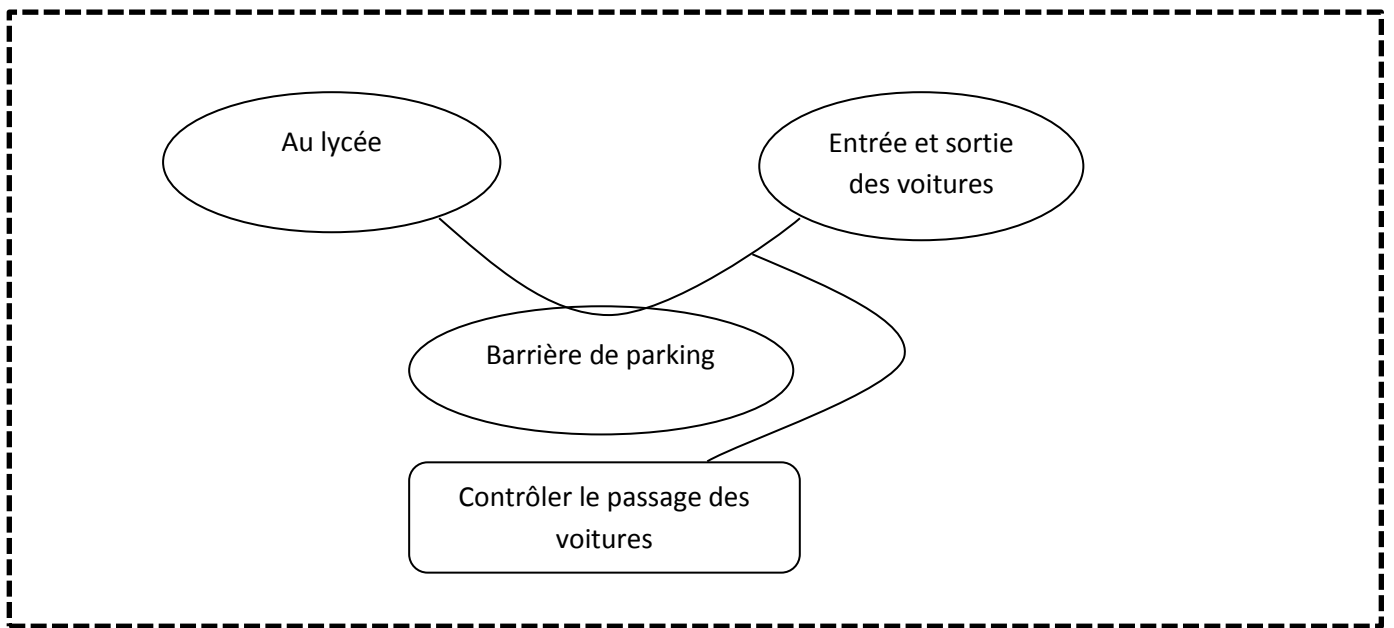 Au lycée
Entrée et sortie
des voitures
Barrière de parking
Contrôler le passage des
voitures